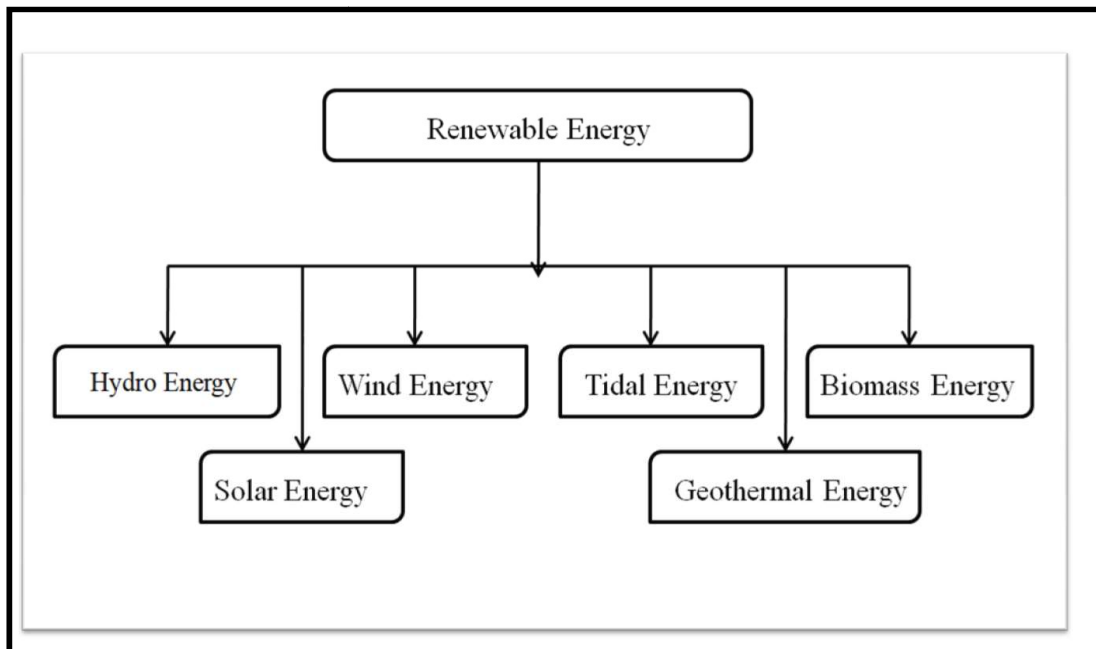 Renewable Energy
Hydro Energy
Wind Energy
Tidal Energy
Biomass Energy
Solar Energy
Geothermal Energy